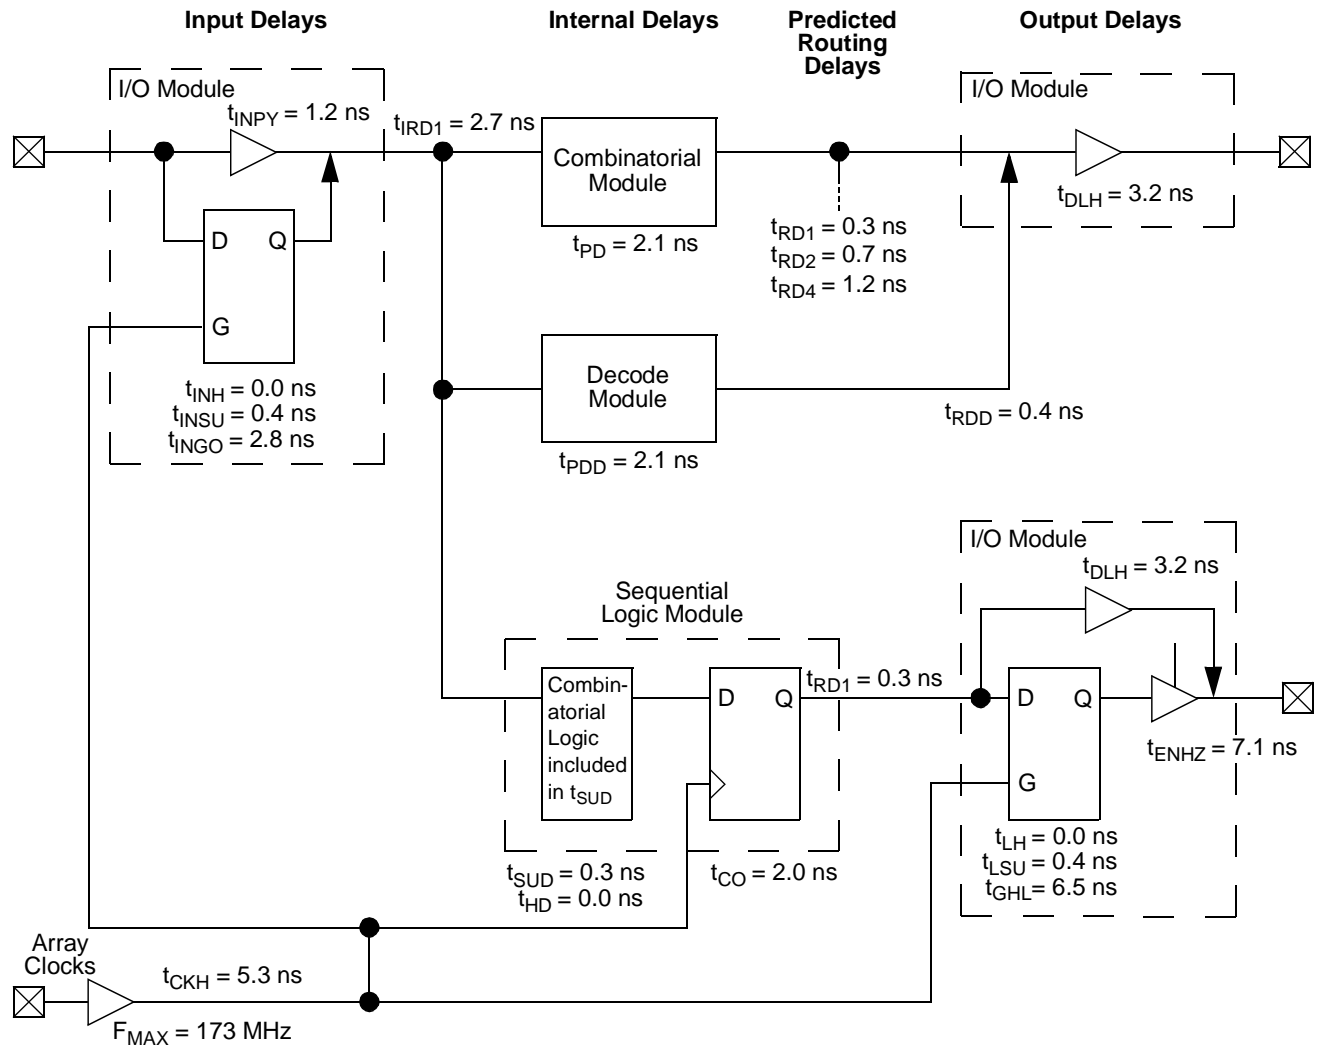 Input Delays
Internal Delays
Predicted
Routing
Delays
Output Delays
I/O Module
tINPY = 1.2 ns
tIRD1 = 2.7 ns
Combinatorial
Module
tPD = 2.1 ns
tRD1 = 0.3 ns
tRD2 = 0.7 ns
tRD4 = 1.2 ns
I/O Module
tDLH = 3.2 ns
D Q
G
tINH = 0.0 ns
tINSU = 0.4 ns
tINGO = 2.8 ns
Decode
Module
tPDD = 2.1 ns
tRDD = 0.4 ns
I/O Module
tDLH = 3.2 ns
Sequential
Logic Module
Combin-
atorial
Logic
included
in tSUD
D Q
tRD1 = 0.3 ns
D Q
G
tENHZ = 7.1 ns
tSUD = 0.3 ns
tHD = 0.0 ns
tCO = 2.0 ns
tLH = 0.0 ns
tLSU = 0.4 ns
tGHL= 6.5 ns
Array
Clocks
tCKH = 5.3 ns
FMAX = 173 MHz